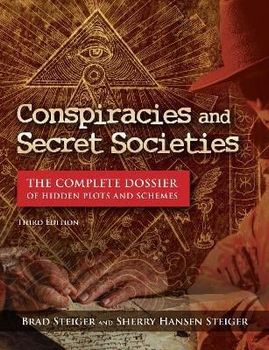 Conspiracies and
Secret Societies
THE COMPLETE DOSSIER
OF HIDDEN PLOTS AND SCHEMES
THIRD EDITION
BRAD STEIGER AND SHERRY HANSEN STEIGER